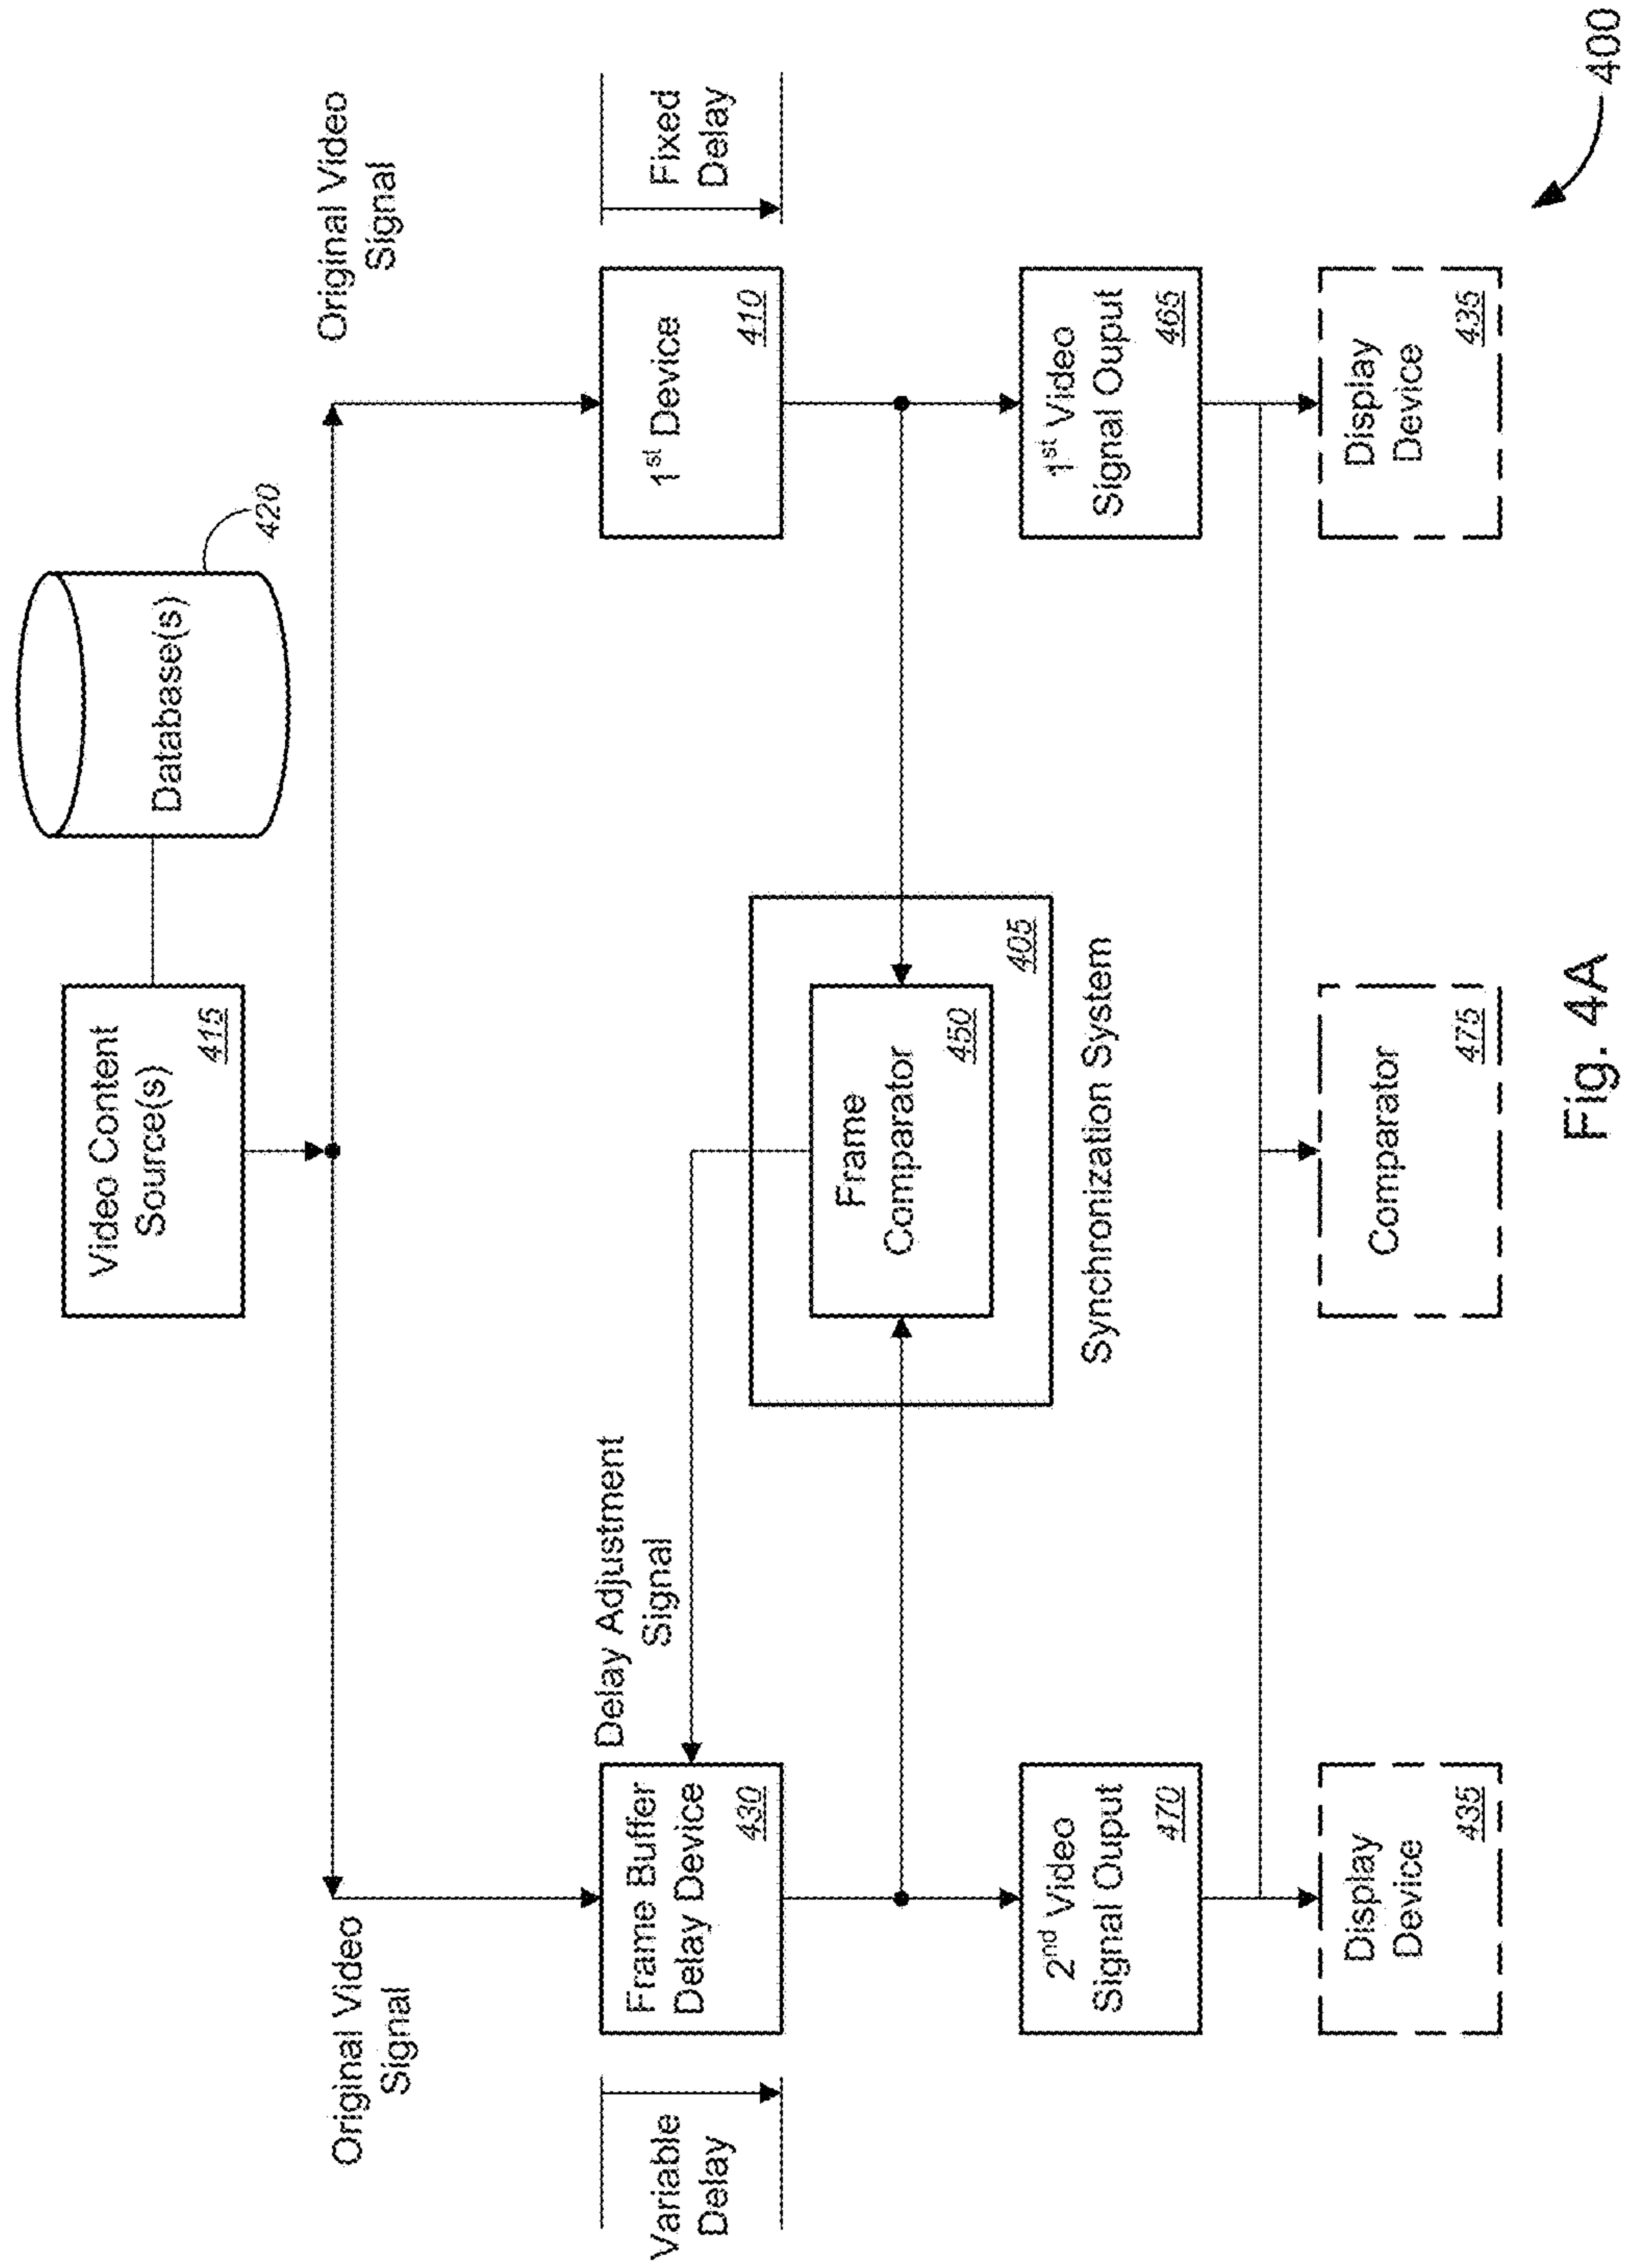 Video Content
Source(s)
415
Database(s)
420
Original Video
Signal
Original Video
Signal
Variable
Delay
Frame Buffer
Delay Device
430
Delay Adjustment
Signal
1st Device
410
Fixed
Delay
Frame
Comparator
450
405
Synchronization System
2nd Video
Signal Ouput
470
1st Video
Signal Ouput
465
Display
Device
435
Comparator
475
Display
Device
435
400
Fig. 4A